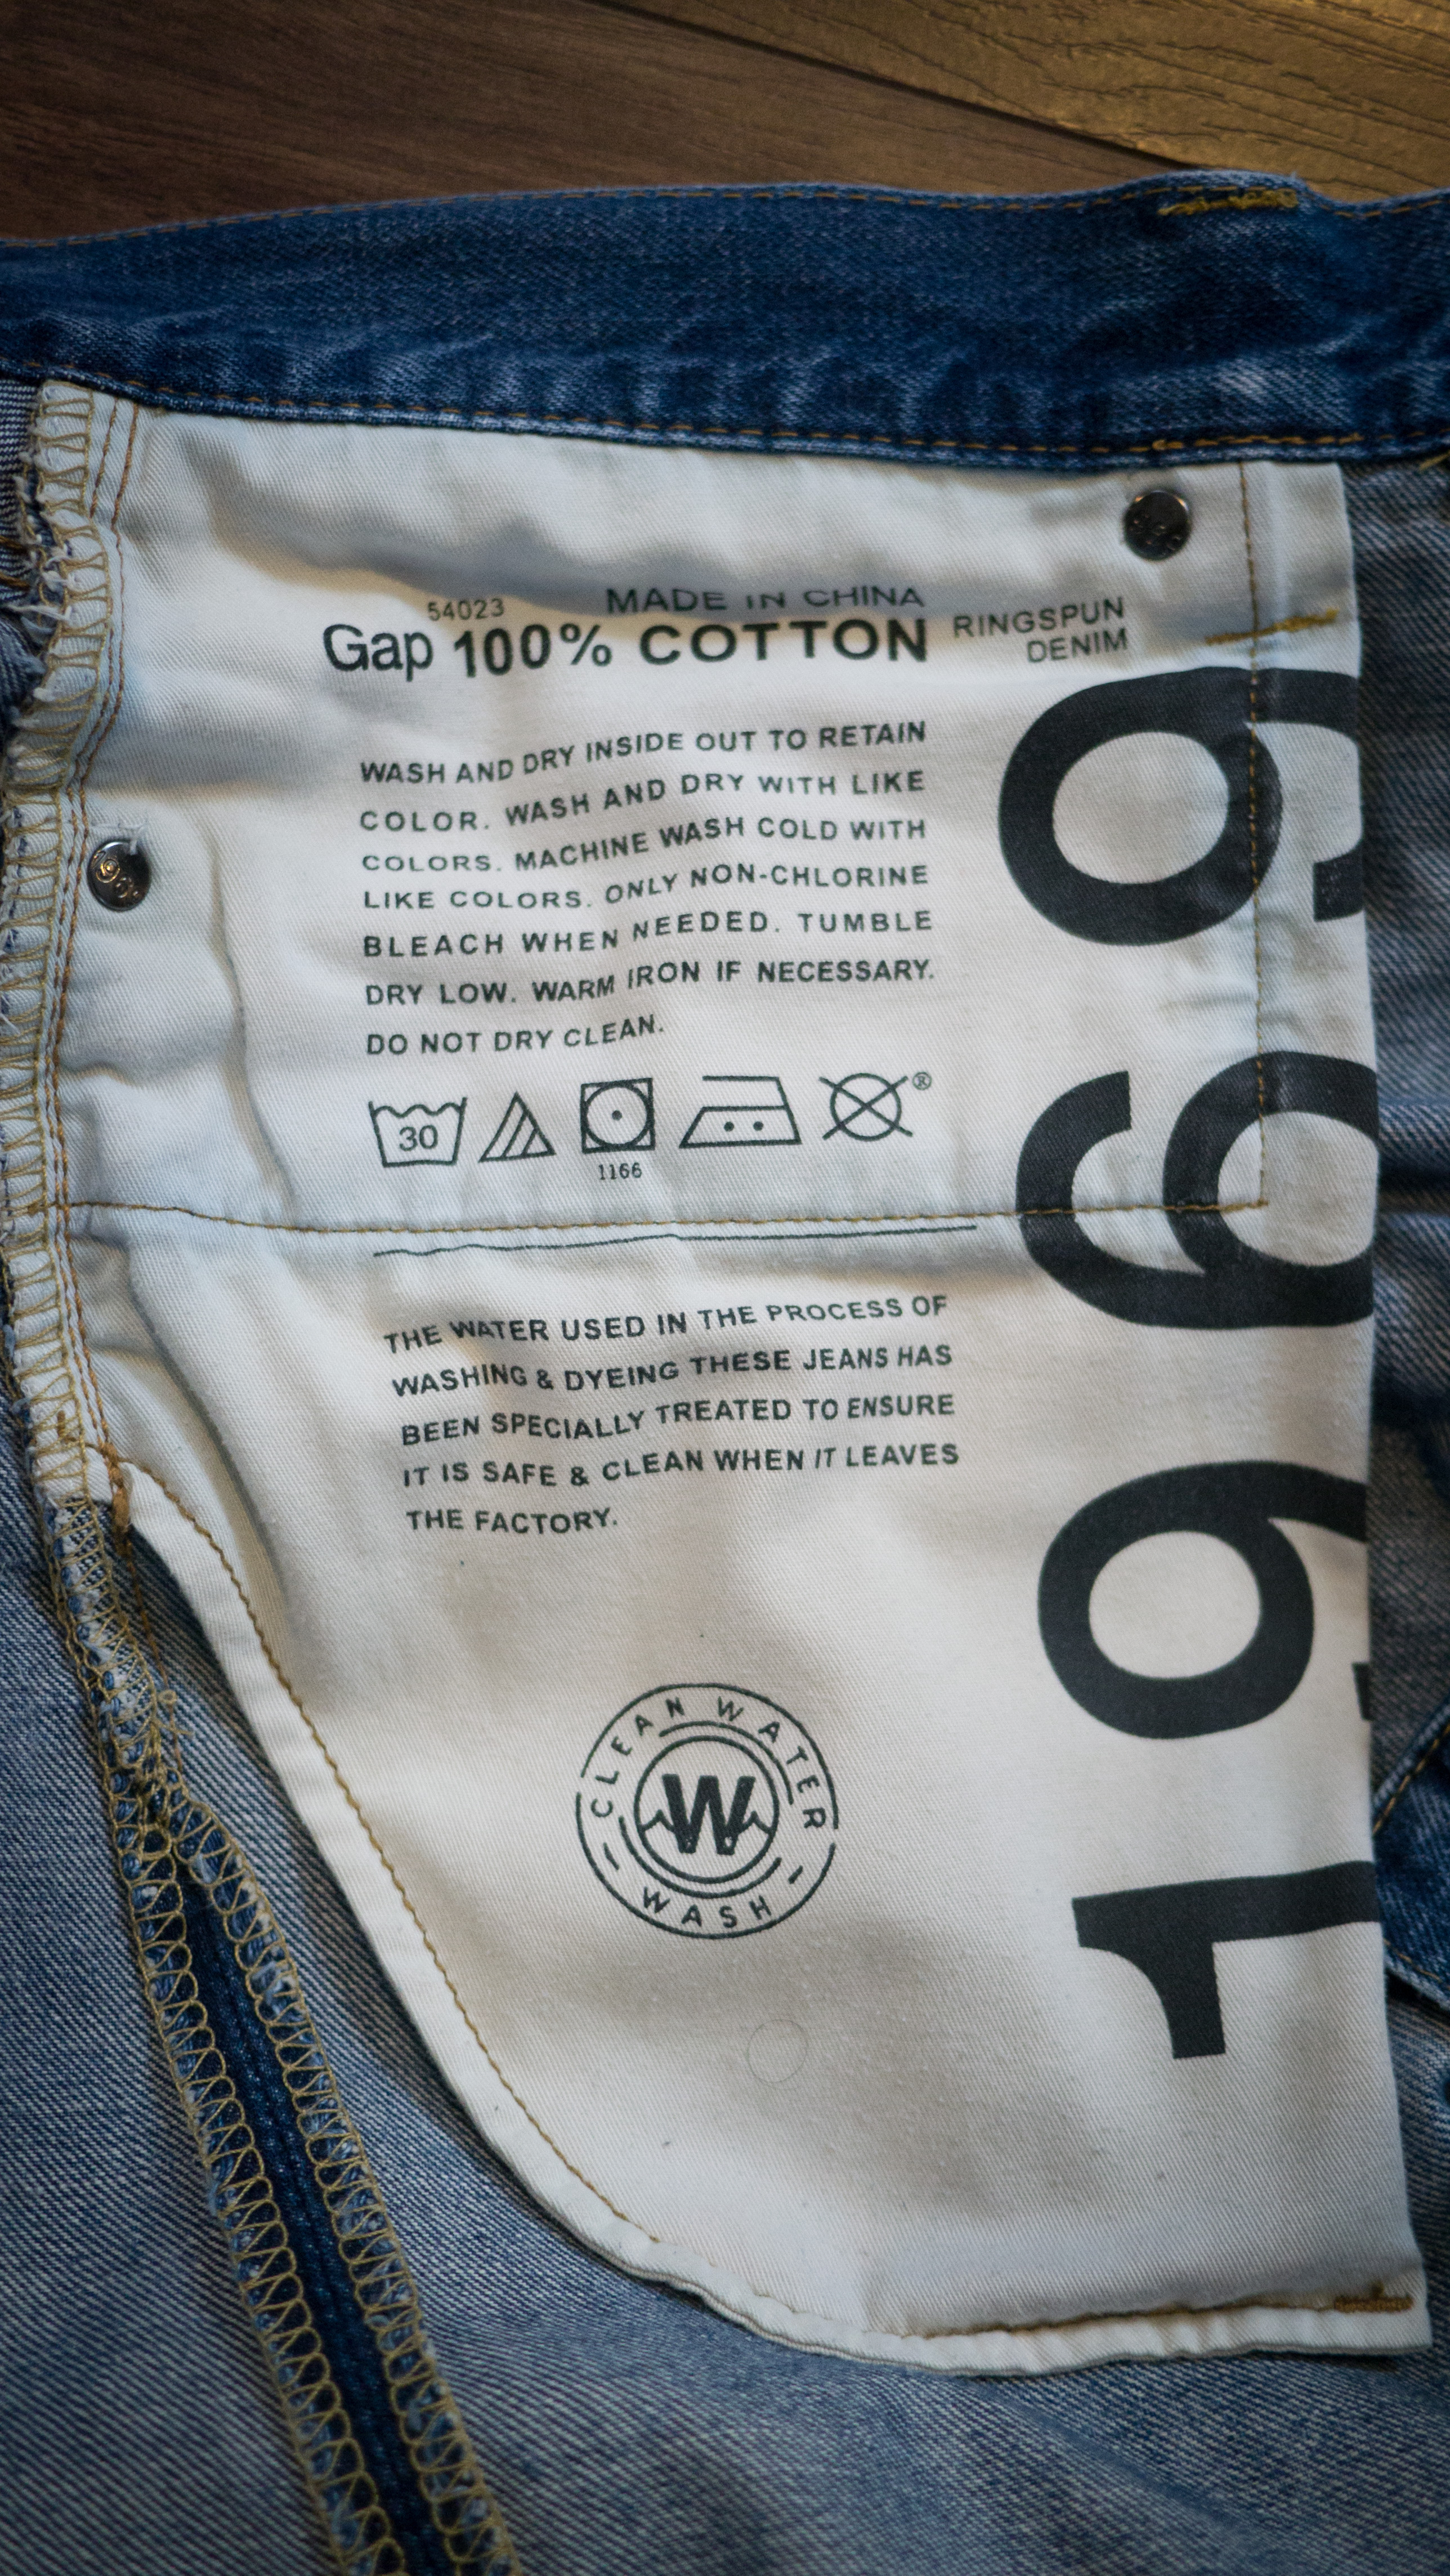 54023 MADE IN CHINA
Gap 100% COTTON RINGSPUN
DENIM
WASH AND DRY INSIDE OUT TO RETAIN
COLOR. WASH AND DRY WITH LIKE
COLORS. MACHINE WASH COLD WITH
LIKE COLORS. ONLY NON-CHLORINE
BLEACH WHEN NEEDED. TUMBLE
DRY LOW. WARM IRON IF NECESSARY.
DO NOT DRY CLEAN.
30
®
1166
THE WATER USED IN THE PROCESS OF
WASHING & DYEING THESE JEANS HAS
BEEN SPECIALLY TREATED TO ENSURE
IT IS SAFE & CLEAN WHEN IT LEAVES
THE FACTORY.
CLEAN WATER
W
WASH
1969